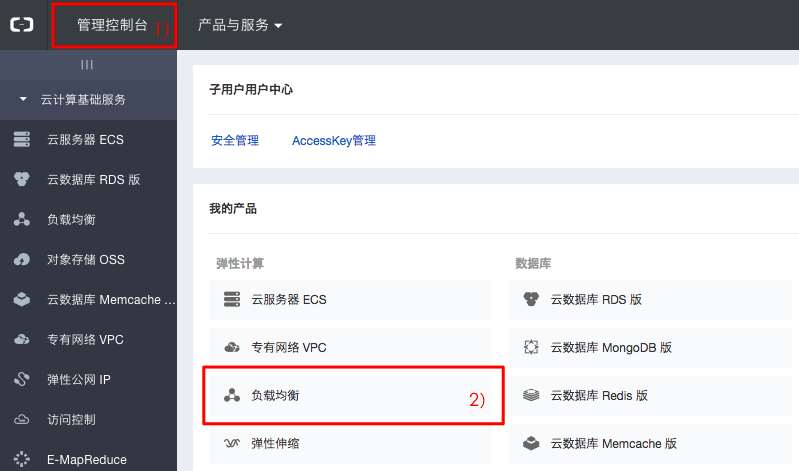 管理控制台 1) 产品与服务
云计算基础服务
云服务器 ECS
云数据库 RDS 版
负载均衡
对象存储 OSS
云数据库 Memcache ...
专有网络 VPC
弹性公网 IP
访问控制
E-MapReduce
子用户用户中心
安全管理 AccessKey管理
我的产品
弹性计算 数据库
云服务器 ECS 云数据库 RDS 版
专有网络 VPC 云数据库 MongoDB 版
负载均衡 2) 云数据库 Redis 版
弹性伸缩 云数据库 Memcache 版